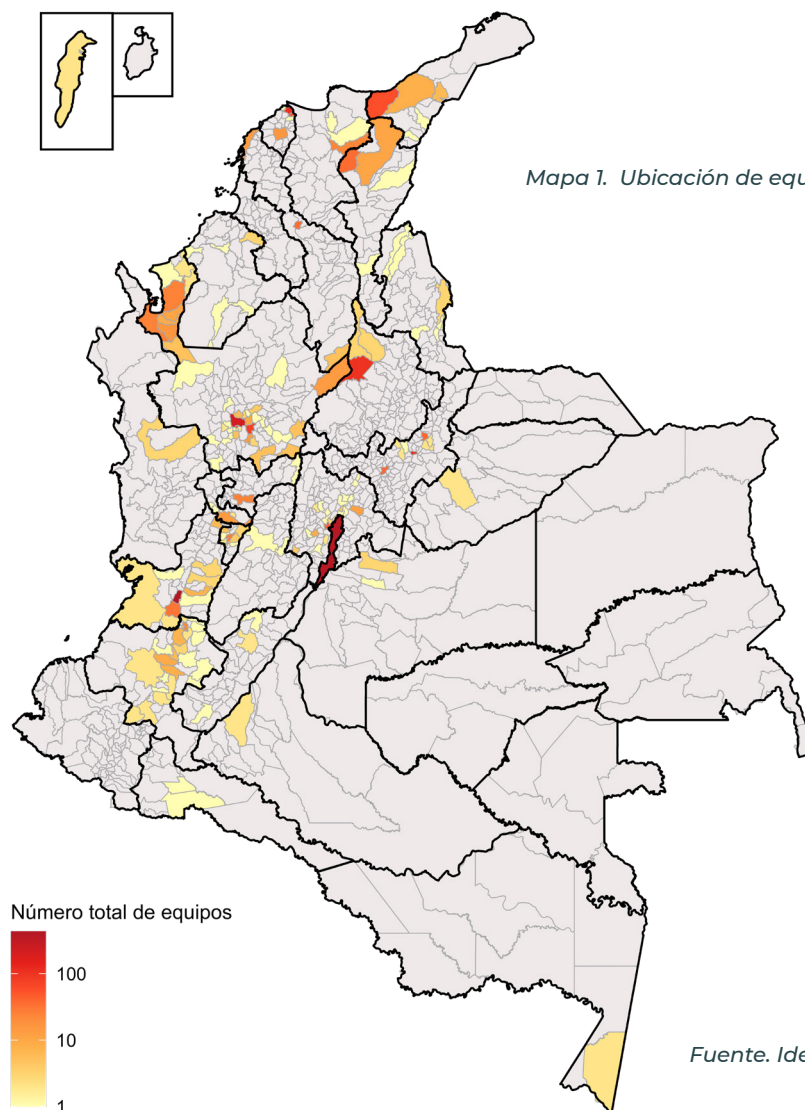 Mapa 1. Ubicación de equ
Número total de equipos
100
10
1
Fuente. Ide